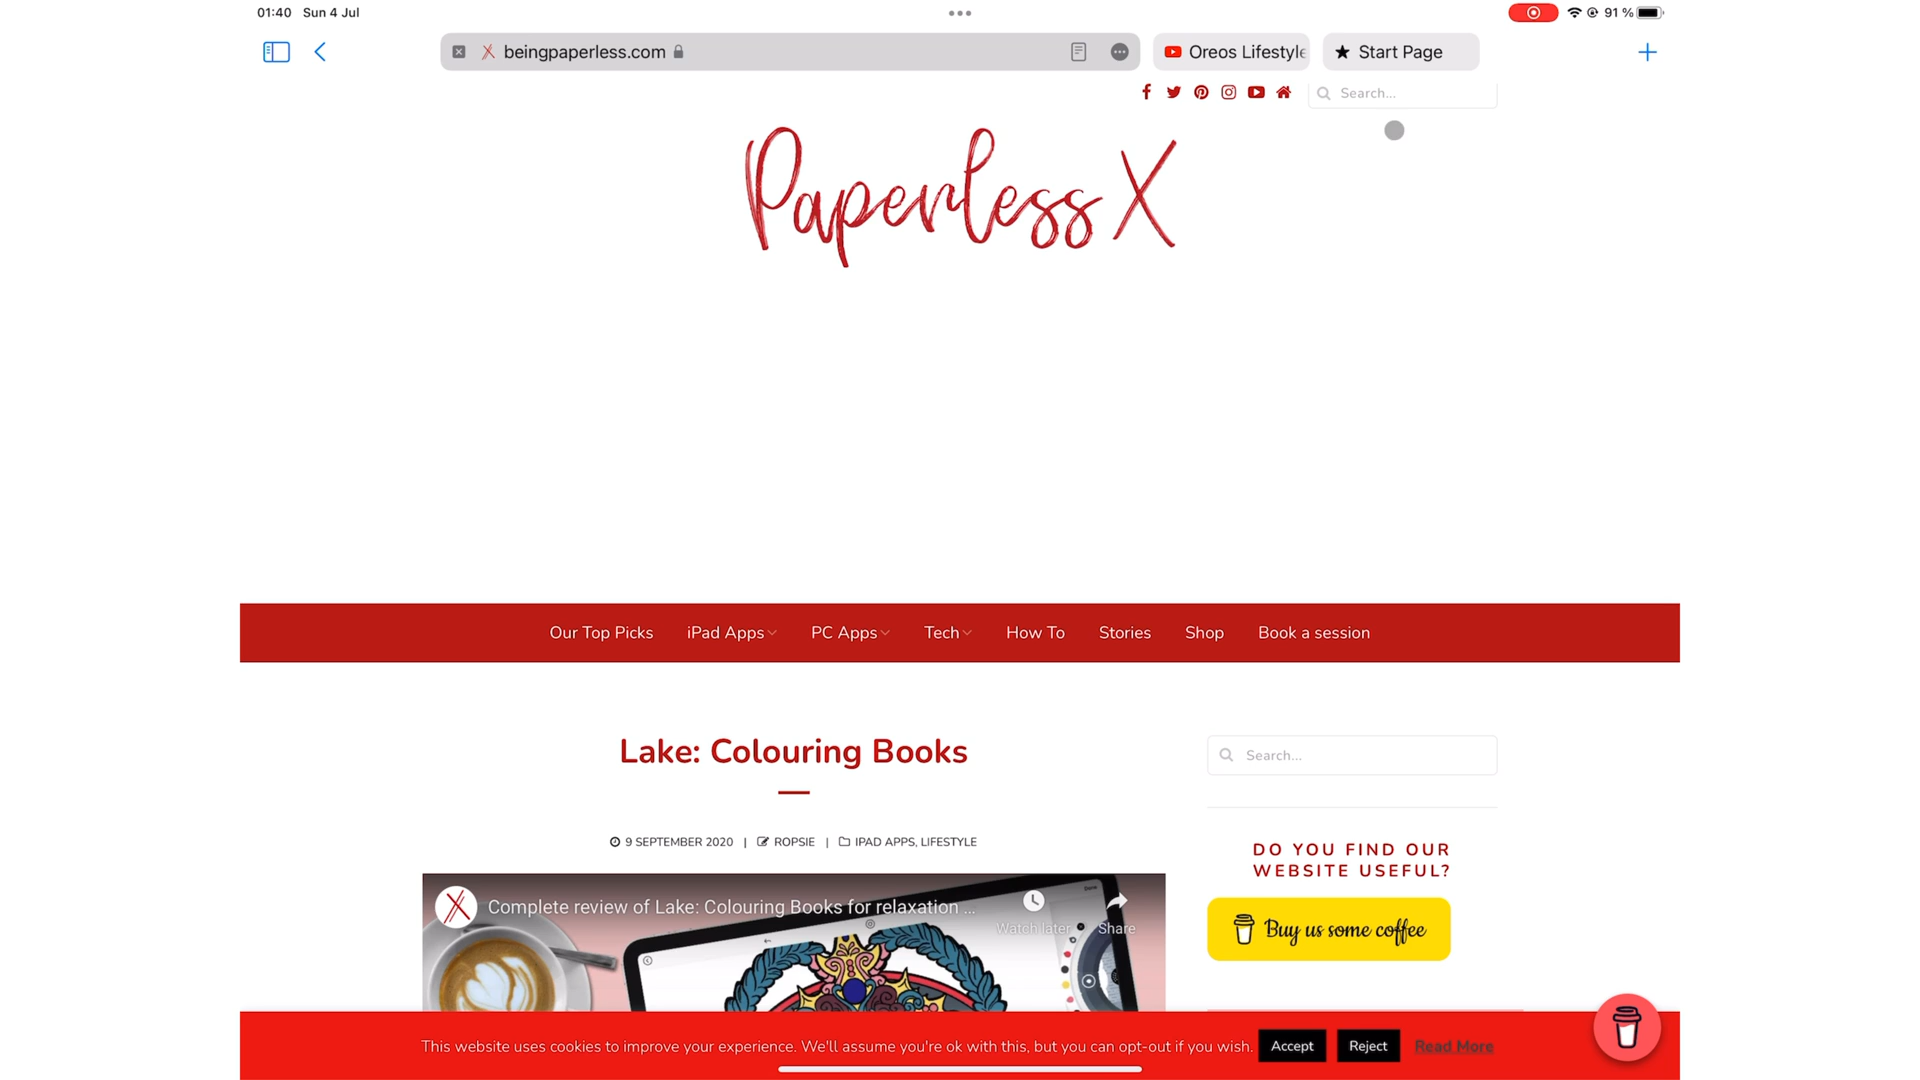 01:40 Sun 4 Jul
91 %
beingpaperless.com
Oreos Lifestyle
Start Page
Search...
Paperless X
Our Top Picks iPad Apps PC Apps Tech How To Stories Shop Book a session
Lake: Colouring Books
9 SEPTEMBER 2020 | ROPSIE | IPAD APPS, LIFESTYLE
Complete review of Lake: Colouring Books for relaxation ...
Watch later
Share
Done
Search...
DO YOU FIND OUR
WEBSITE USEFUL?
Buy us some coffee
This website uses cookies to improve your experience. We'll assume you're ok with this, but you can opt-out if you wish. Accept Reject Read More